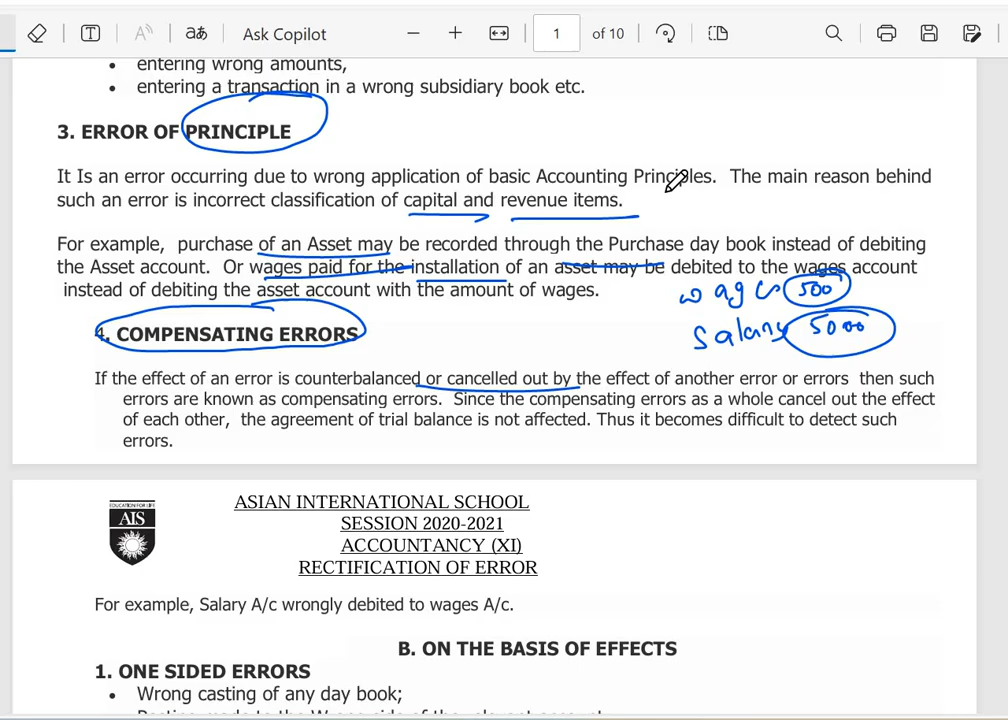 Ask Copilot
1 of 10
entering wrong amounts,
entering a transaction in a wrong subsidiary book etc.
3. ERROR OF PRINCIPLE
It Is an error occurring due to wrong application of basic Accounting Principles. The main reason behind
such an error is incorrect classification of capital and revenue items.
For example, purchase of an Asset may be recorded through the Purchase day book instead of debiting
the Asset account. Or wages paid for the installation of an asset may be debited to the wages account
instead of debiting the asset account with the amount of wages.
wages 500
4. COMPENSATING ERRORS
Salary 5000
If the effect of an error is counterbalanced or cancelled out by the effect of another error or errors then such
errors are known as compensating errors. Since the compensating errors as a whole cancel out the effect
of each other, the agreement of trial balance is not affected. Thus it becomes difficult to detect such
errors.
EDUCATION FOR LIFE
AIS
ASIAN INTERNATIONAL SCHOOL
SESSION 2020-2021
ACCOUNTANCY (XI)
RECTIFICATION OF ERROR
For example, Salary A/c wrongly debited to wages A/c.
B. ON THE BASIS OF EFFECTS
1. ONE SIDED ERRORS
Wrong casting of any day book;